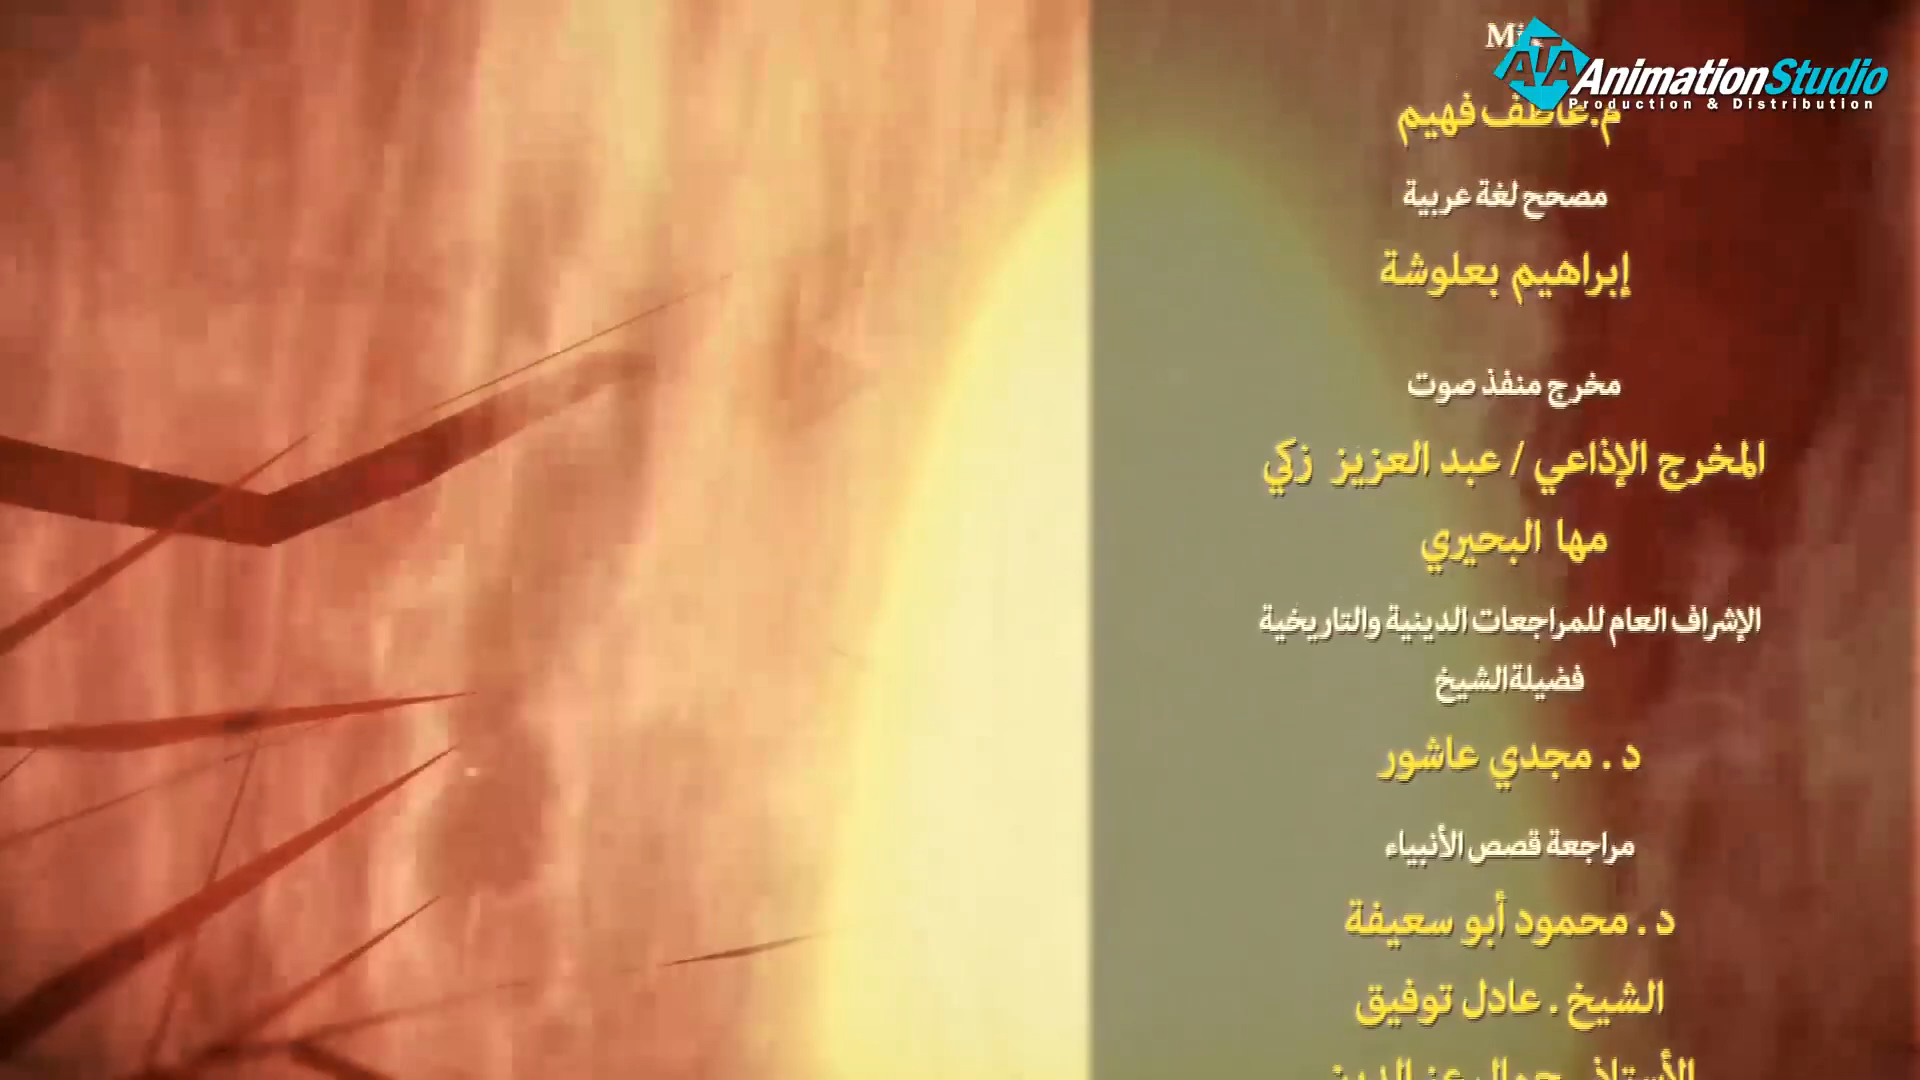 ATA AnimationStudio
Production & Distribution
م.عاطف فهيم
مصحح لغة عربية
إبراهيم بعلوشة
مخرج منفذ صوت
المخرج الإذاعي / عبد العزيز زكي
مها البحيري
الإشراف العام للمراجعات الدينية والتاريخية
فضيلة الشيخ
د . مجدي عاشور
مراجعة قصص الأنبياء
د . محمود أبو سعيفة
الشيخ . عادل توفيق